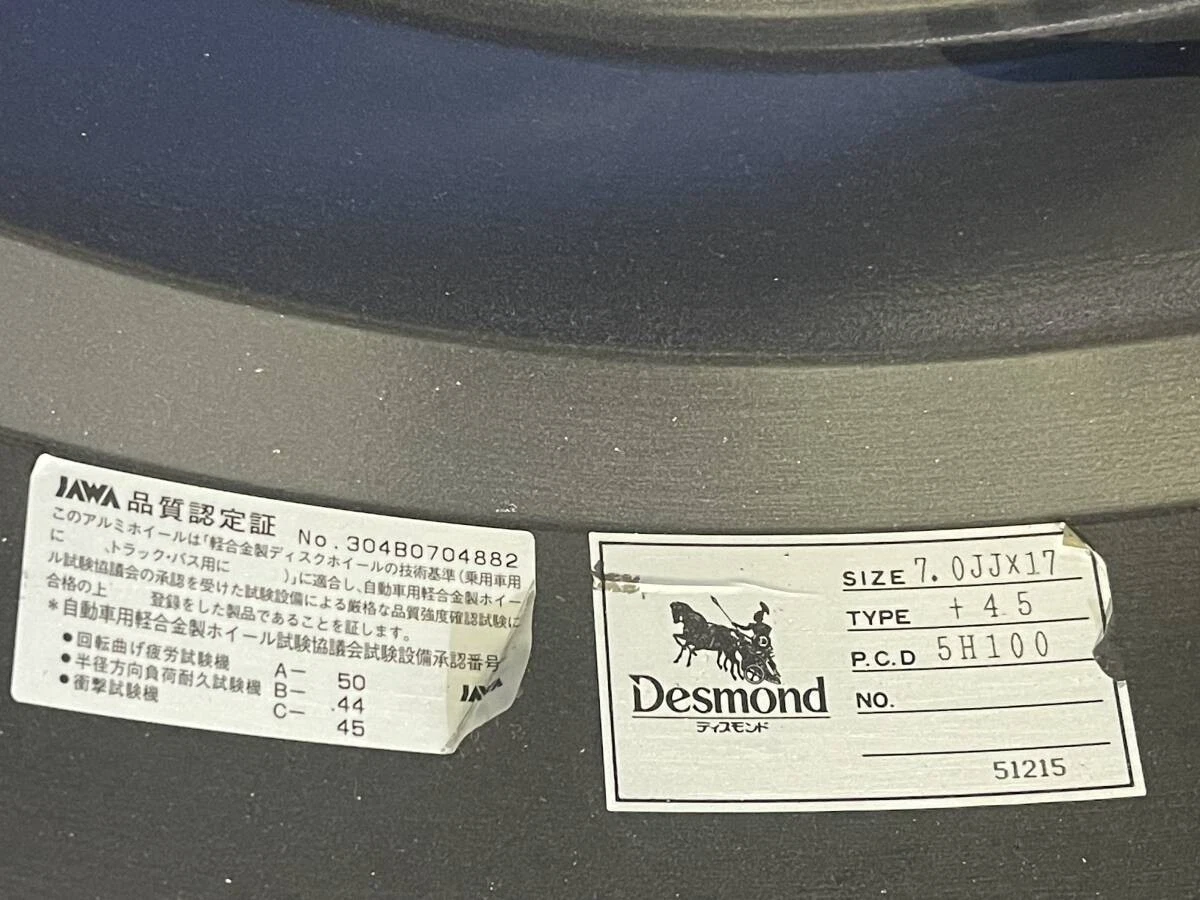 JAWA 品質認定証 No.304B0704882
このアルミホイールは「軽合金製ディスクホイールの技術基準(乗用車用
に 、トラック・バス用に )」に適合し、自動車用軽合金製ホイー
ル試験協議会の承認を受けた試験設備による厳格な品質強度確認試験に
合格の上 登録をした製品であることを証します。
*自動車用軽合金製ホイール試験協議会試験設備承認番号
●回転曲げ疲労試験機 A− 50
●半径方向負荷耐久試験機 B− .44
●衝撃試験機 C− 45
JAWA
Desmond
ディスモンド
SIZE 7.0JJX17
TYPE +45
P.C.D 5H100
NO.
51215